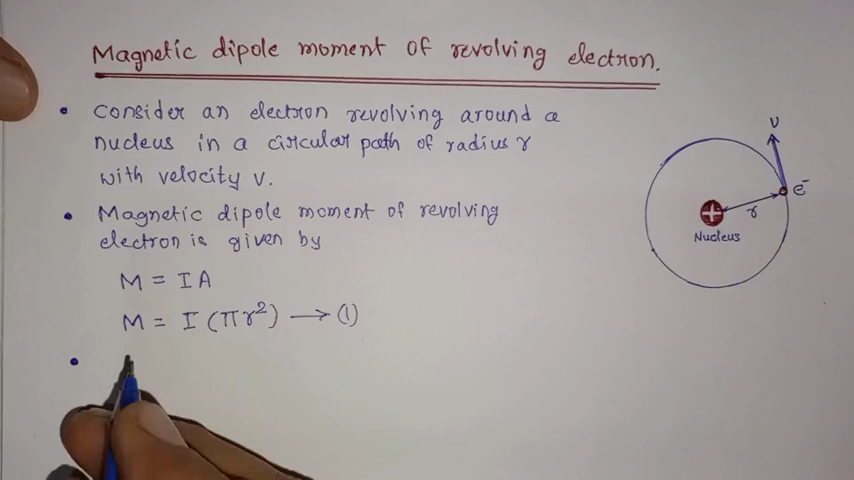 Magnetic dipole moment of revolving electron.
• Consider an electron revolving around a
nucleus in a circular path of radius r
with velocity v.
• Magnetic dipole moment of revolving
electron is given by
M = I A
M = I (πr²) → (1)
•
v
e⁻
r
Nucleus